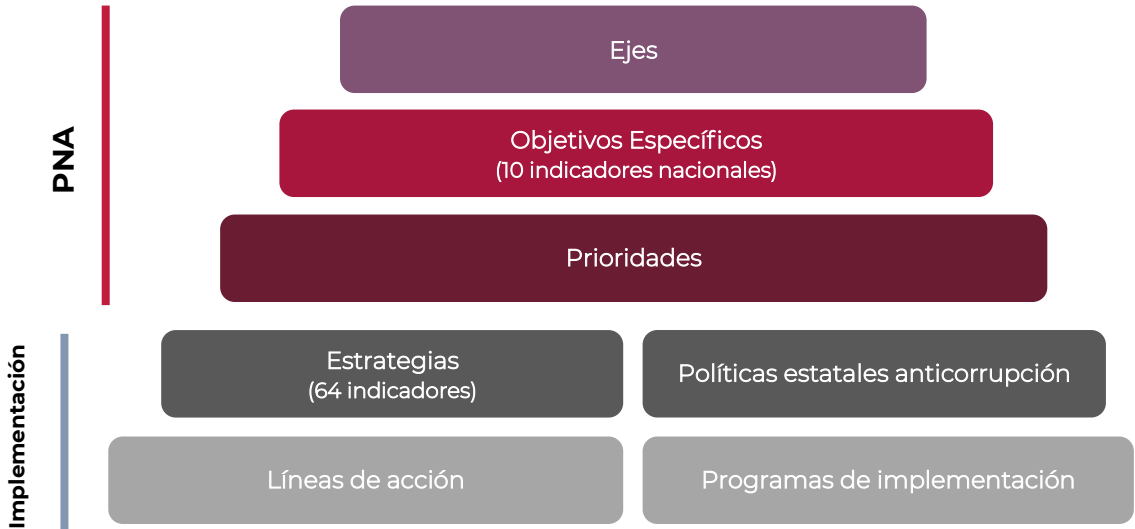 PNA
Ejes
Objetivos Específicos
(10 indicadores nacionales)
Prioridades
Implementación
Estrategias
(64 indicadores)
Políticas estatales anticorrupción
Líneas de acción
Programas de implementación